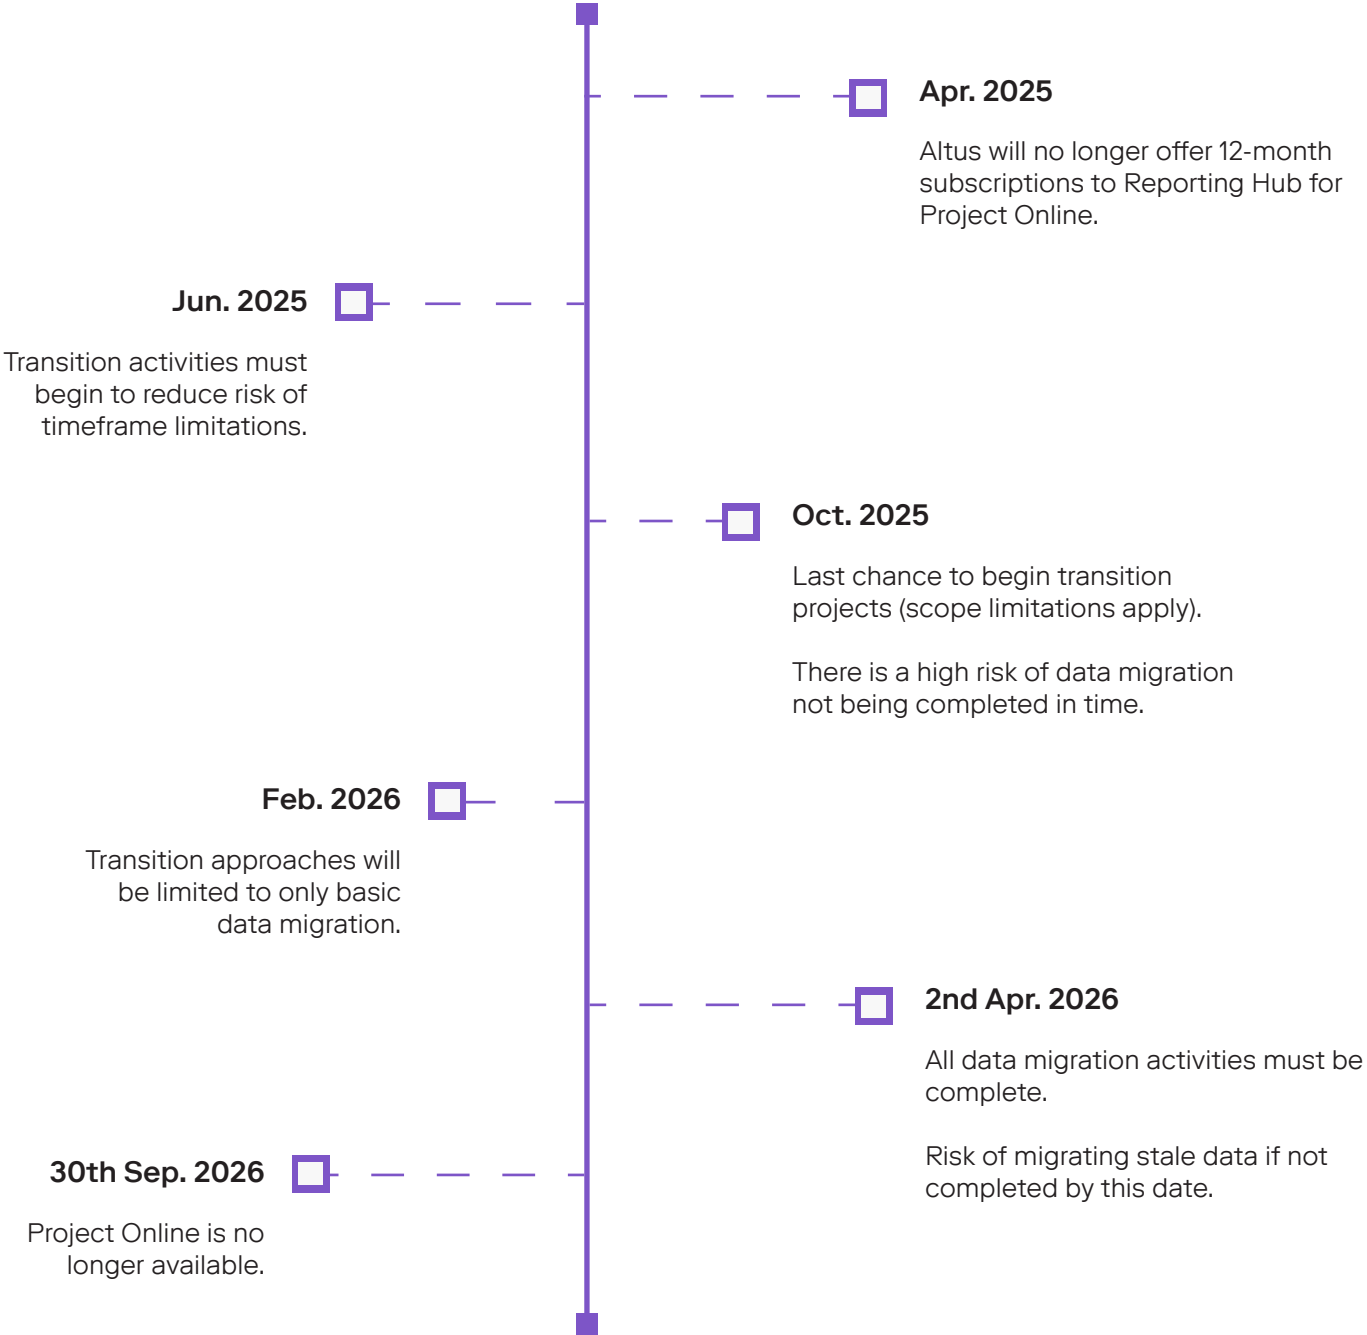 Apr. 2025
Altus will no longer offer 12-month
subscriptions to Reporting Hub for
Project Online.
Jun. 2025
Transition activities must
begin to reduce risk of
timeframe limitations.
Oct. 2025
Last chance to begin transition
projects (scope limitations apply).
There is a high risk of data migration
not being completed in time.
Feb. 2026
Transition approaches will
be limited to only basic
data migration.
2nd Apr. 2026
All data migration activities must be
complete.
Risk of migrating stale data if not
completed by this date.
30th Sep. 2026
Project Online is no
longer available.